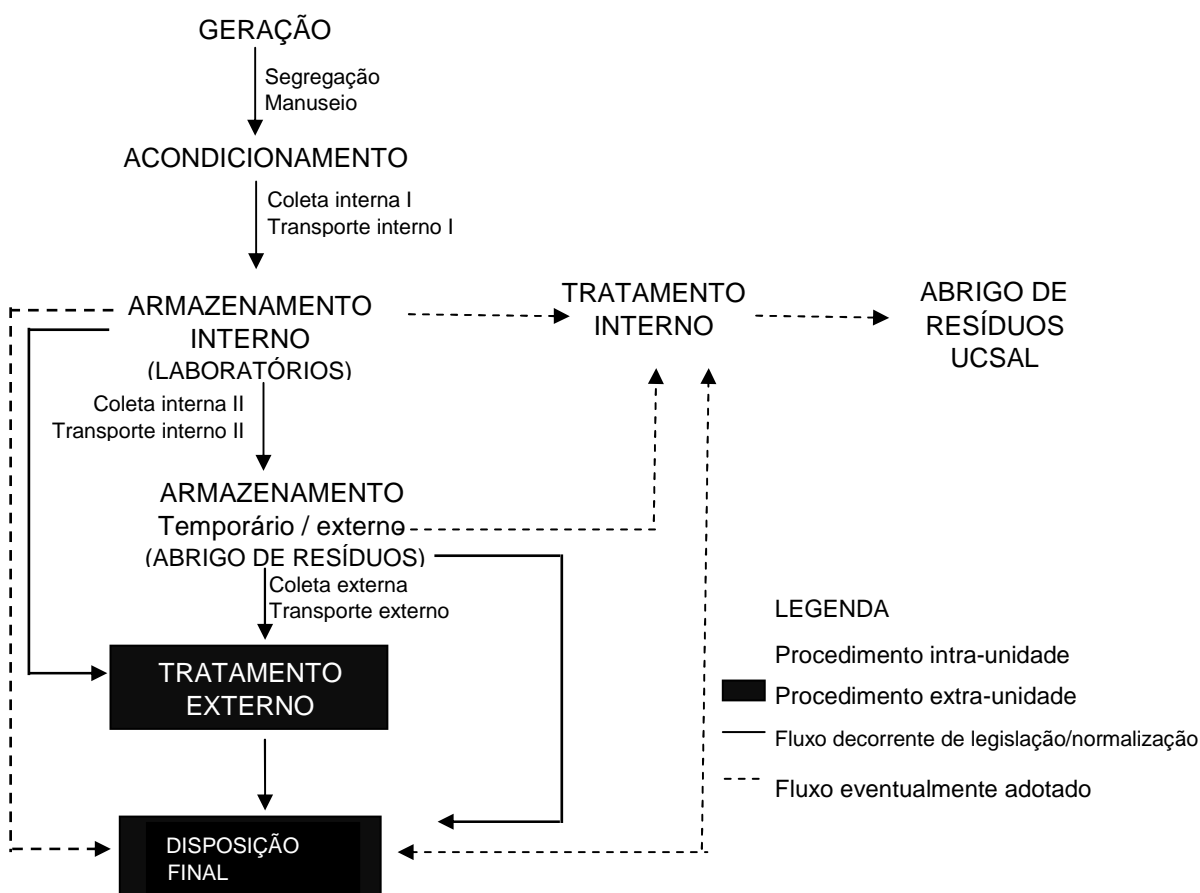 GERAÇÃO
Segregação
Manuseio
ACONDICIONAMENTO
Coleta interna I
Transporte interno I
ARMAZENAMENTO
INTERNO
(LABORATÓRIOS)
TRATAMENTO
INTERNO
ABRIGO DE
RESÍDUOS
UCSAL
Coleta interna II
Transporte interno II
ARMAZENAMENTO
Temporário / externo
(ABRIGO DE RESÍDUOS)
Coleta externa
Transporte externo
TRATAMENTO
EXTERNO
DISPOSIÇÃO
FINAL
LEGENDA
Procedimento intra-unidade
Procedimento extra-unidade
Fluxo decorrente de legislação/normalização
Fluxo eventualmente adotado